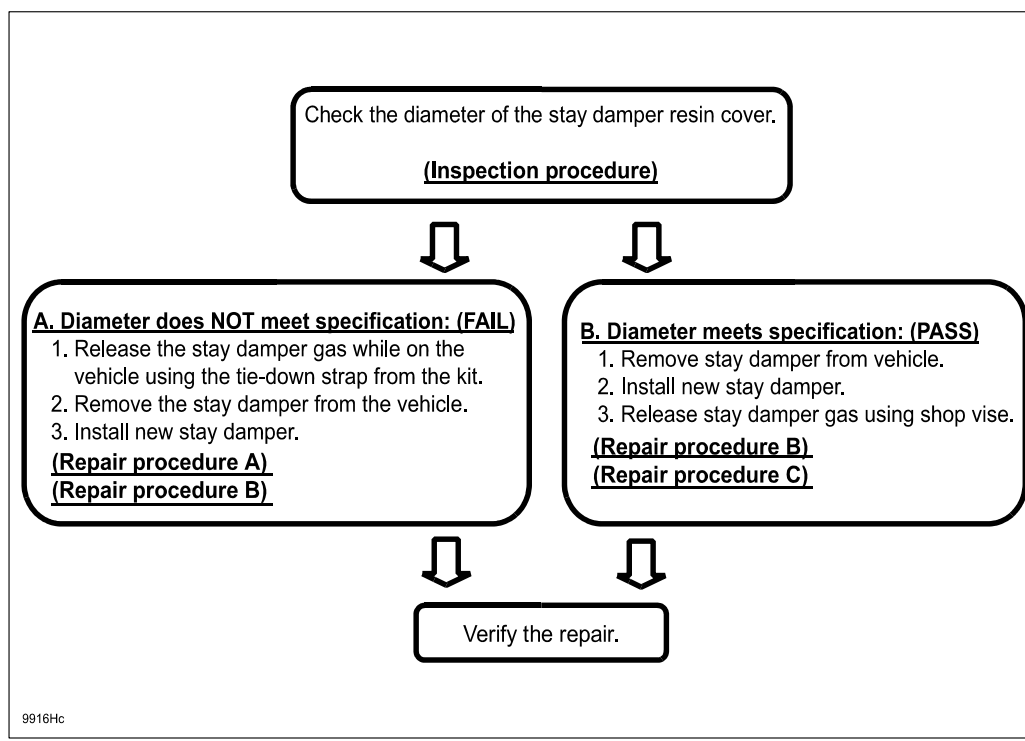 Check the diameter of the stay damper resin cover.
(Inspection procedure)
A. Diameter does NOT meet specification: (FAIL)
1. Release the stay damper gas while on the
vehicle using the tie-down strap from the kit.
2. Remove the stay damper from the vehicle.
3. Install new stay damper.
(Repair procedure A)
(Repair procedure B)
B. Diameter meets specification: (PASS)
1. Remove stay damper from vehicle.
2. Install new stay damper.
3. Release stay damper gas using shop vise.
(Repair procedure B)
(Repair procedure C)
Verify the repair.
9916Hc